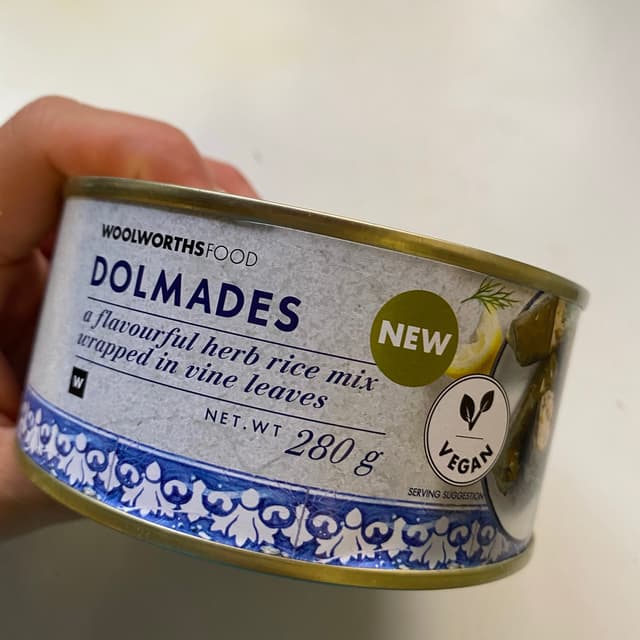 WOOLWORTHSFOOD
DOLMADES
a flavourful herb rice mix
wrapped in vine leaves
W
NET.WT 280 g
NEW
VEGAN
SERVING SUGGESTION